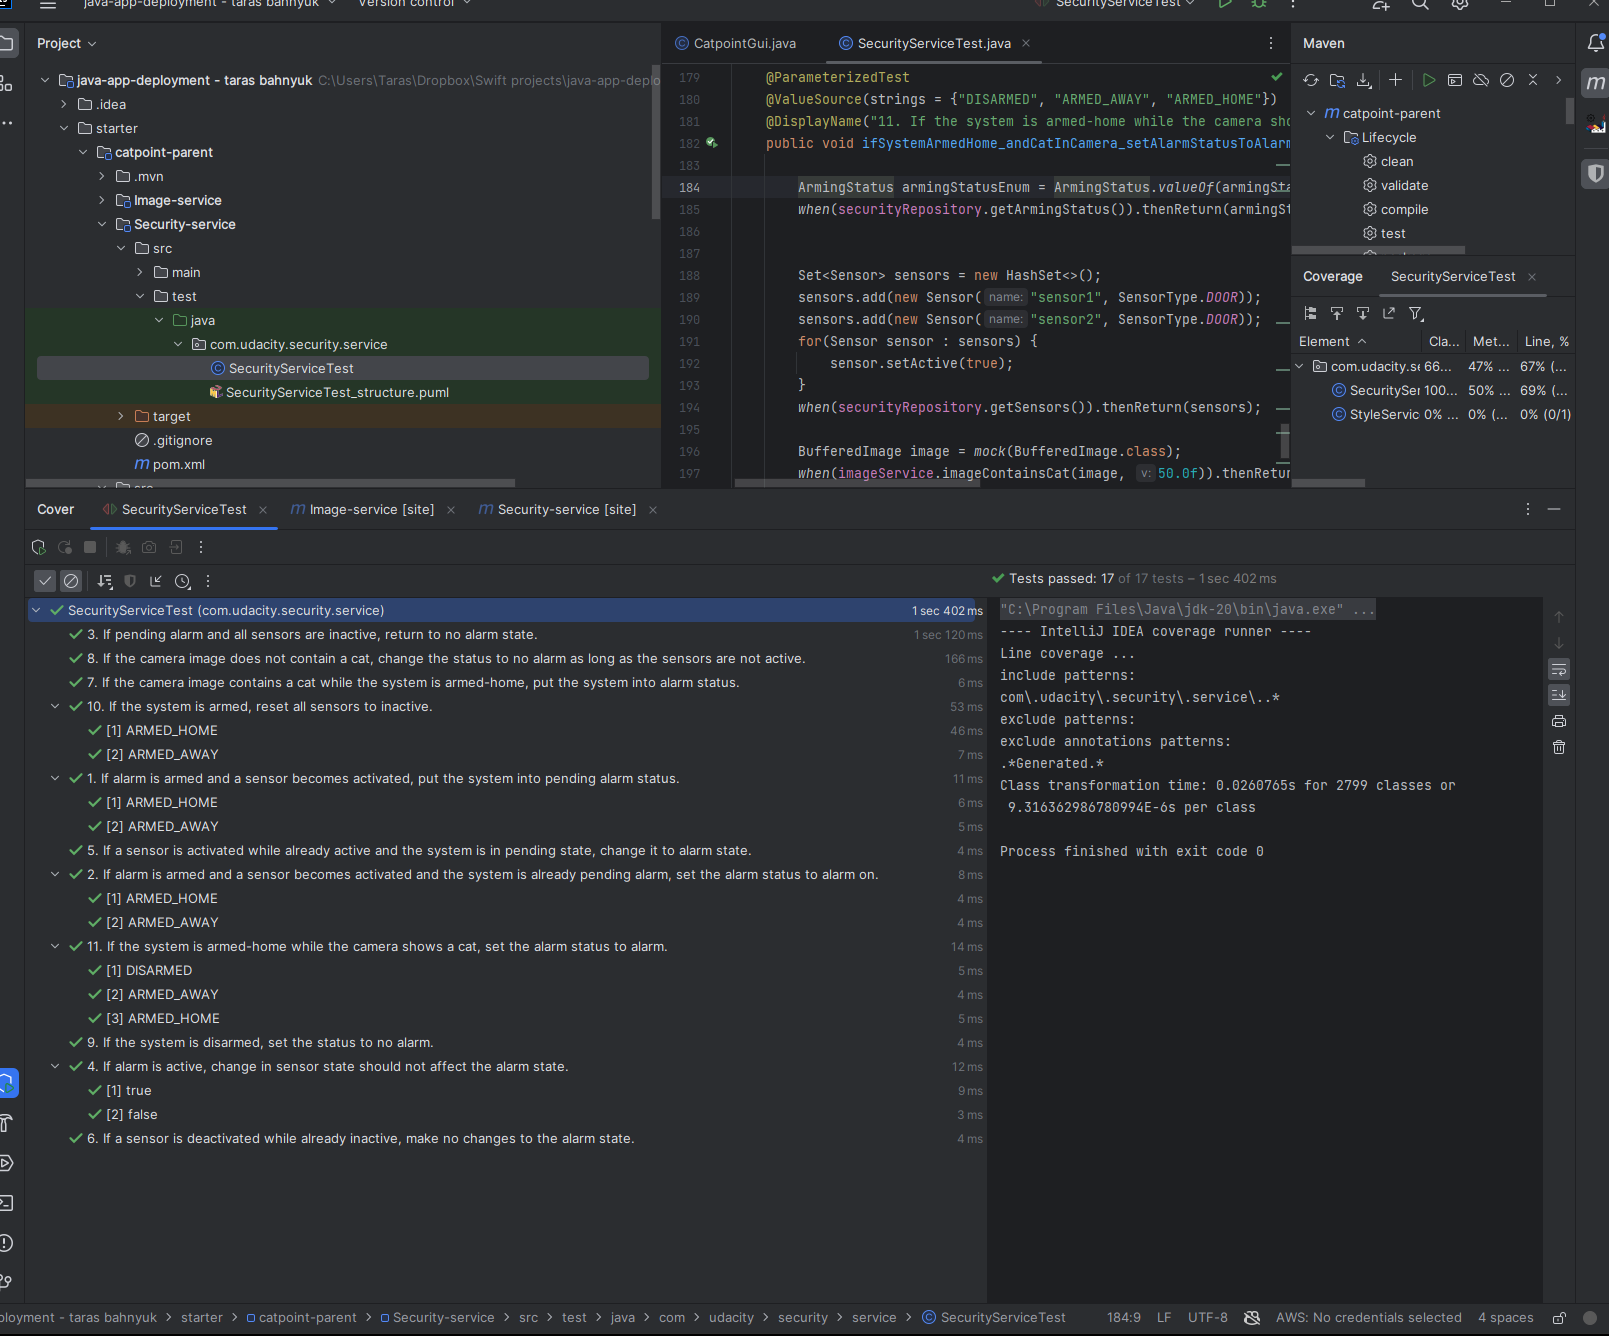 java-app-deployment - taras bahnyuk
Version control
SecurityServiceTest
Project
java-app-deployment - taras bahnyuk C:\Users\Taras\Dropbox\Swift projects\java-app-deplo
.idea
starter
catpoint-parent
.mvn
Image-service
Security-service
src
main
test
java
com.udacity.security.service
SecurityServiceTest
SecurityServiceTest_structure.puml
target
.gitignore
pom.xml
CatpointGui.java
SecurityServiceTest.java
179 @ParameterizedTest
180 @ValueSource(strings = {"DISARMED", "ARMED_AWAY", "ARMED_HOME"})
181 @DisplayName("11. If the system is armed-home while the camera sho
182 public void ifSystemArmedHome_andCatInCamera_setAlarmStatusToAlarm
183
184 ArmingStatus armingStatusEnum = ArmingStatus.valueOf(armingSta
185 when(securityRepository.getArmingStatus()).thenReturn(armingSt
186
187
188 Set<Sensor> sensors = new HashSet<>();
189 sensors.add(new Sensor( name: "sensor1", SensorType.DOOR));
190 sensors.add(new Sensor( name: "sensor2", SensorType.DOOR));
191 for(Sensor sensor : sensors) {
192 sensor.setActive(true);
193 }
194 when(securityRepository.getSensors()).thenReturn(sensors);
195
196 BufferedImage image = mock(BufferedImage.class);
197 when(imageService.imageContainsCat(image, v: 50.0f)).thenRetur
Maven
m
catpoint-parent
Lifecycle
clean
validate
compile
test
Coverage SecurityServiceTest
Element Cla... Met... Line, %
com.udacity.se 66... 47% ... 67% (...
SecuritySer 100... 50% ... 69% (...
StyleServic 0% ... 0% (... 0% (0/1)
Cover
SecurityServiceTest
Image-service [site]
Security-service [site]
Tests passed: 17 of 17 tests – 1 sec 402 ms
SecurityServiceTest (com.udacity.security.service) 1 sec 402 ms
3. If pending alarm and all sensors are inactive, return to no alarm state. 1 sec 120 ms
8. If the camera image does not contain a cat, change the status to no alarm as long as the sensors are not active. 166 ms
7. If the camera image contains a cat while the system is armed-home, put the system into alarm status. 6 ms
10. If the system is armed, reset all sensors to inactive. 53 ms
[1] ARMED_HOME 46 ms
[2] ARMED_AWAY 7 ms
1. If alarm is armed and a sensor becomes activated, put the system into pending alarm status. 11 ms
[1] ARMED_HOME 6 ms
[2] ARMED_AWAY 5 ms
5. If a sensor is activated while already active and the system is in pending state, change it to alarm state. 4 ms
2. If alarm is armed and a sensor becomes activated and the system is already pending alarm, set the alarm status to alarm on. 8 ms
[1] ARMED_HOME 4 ms
[2] ARMED_AWAY 4 ms
11. If the system is armed-home while the camera shows a cat, set the alarm status to alarm. 14 ms
[1] DISARMED 5 ms
[2] ARMED_AWAY 4 ms
[3] ARMED_HOME 5 ms
9. If the system is disarmed, set the status to no alarm. 4 ms
4. If alarm is active, change in sensor state should not affect the alarm state. 12 ms
[1] true 9 ms
[2] false 3 ms
6. If a sensor is deactivated while already inactive, make no changes to the alarm state. 4 ms
"C:\Program Files\Java\jdk-20\bin\java.exe" ...
---- IntelliJ IDEA coverage runner ----
Line coverage ...
include patterns:
com\.udacity\.security\.service\..*
exclude patterns:
exclude annotations patterns:
.*Generated.*
Class transformation time: 0.0260765s for 2799 classes or
9.316362986780994E-6s per class
Process finished with exit code 0
ployment - taras bahnyuk > starter > catpoint-parent > Security-service > src > test > java > com > udacity > security > service > SecurityServiceTest 184:9 LF UTF-8 AWS: No credentials selected 4 spaces